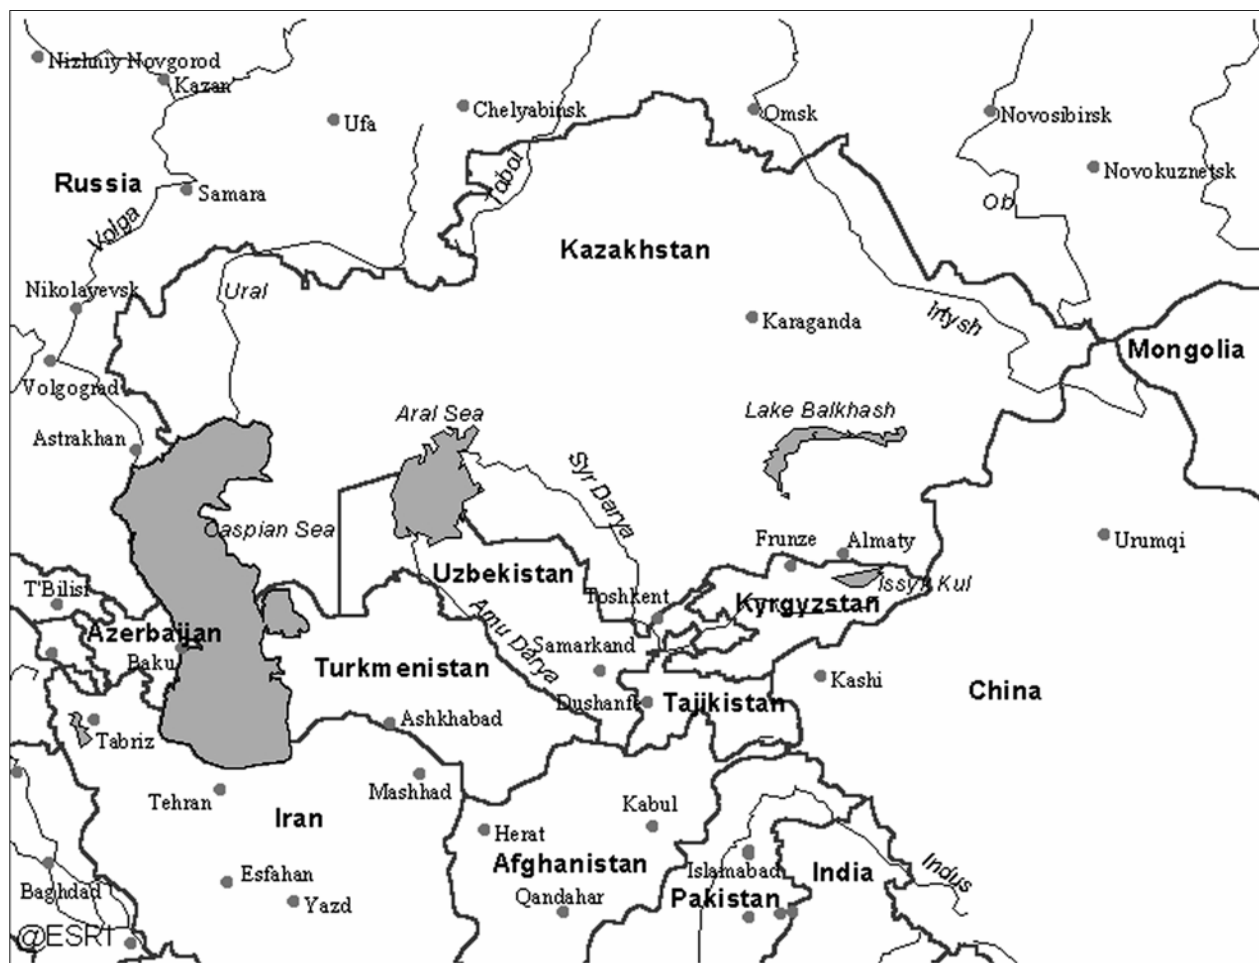 Nizhniy Novgorod
Kazan
Chelyabinsk
Omsk
Novosibirsk
Ufa
Novokuznetsk
Tobol
Russia
Samara
Ob
Volga
Kazakhstan
Nikolayevsk
Ural
Karaganda
Irtysh
Mongolia
Volgograd
Aral Sea
Lake Balkhash
Astrakhan
Syr Darya
Caspian Sea
Frunze
Almaty
Urumqi
T'Bilisi
Uzbekistan
Issyk Kul
Toshkent
Kyrgyzstan
Azerbaijan
Amu Darya
Samarkand
Baku
Turkmenistan
Kashi
China
Dushanbe
Tajikistan
Ashkhabad
Tabriz
Mashhad
Tehran
Iran
Kabul
Herat
Afghanistan
Islamabad
India
Indus
Baghdad
Esfahan
Yazd
Qandahar
Pakistan
@ESRI